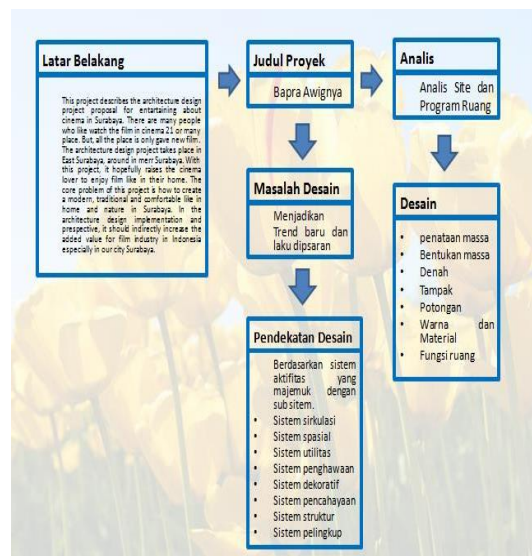 Latar Belakang
This project describes the architecture design
project proposal for entartaining about
cinema in Surabaya. There are many people
who like watch the film in cinema 21 or many
place. But, all the place is only gave new film.
The architecture design project takes place in
East Surabaya, around in merr Surabaya. With
this project, it hopefully raises the cinema
lover to enjoy film like in their home. The
core problem of this project is how to create
a modern, traditional and comfortable like in
home and nature in Surabaya. In the
architecture design implementation and
prespective, it should indirectly increase the
added value for film industry in Indonesia
especially in our city Surabaya.
Judul Proyek
Bapra Awignya
Masalah Desain
Menjadikan
Trend baru dan
laku dipsaran
Pendekatan Desain
Berdasarkan sistem
aktifitas yang
majemuk dengan
sub sitem.
• Sistem sirkulasi
• Sistem spasial
• Sistem utilitas
• Sistem penghawaan
• Sistem dekoratif
• Sistem pencahayaan
• Sistem struktur
• Sistem pelingkup
Analis
Analis Site dan
Program Ruang
Desain
• penataan massa
• Bentukan massa
• Denah
• Tampak
• Potongan
• Warna dan
Material
• Fungsi ruang